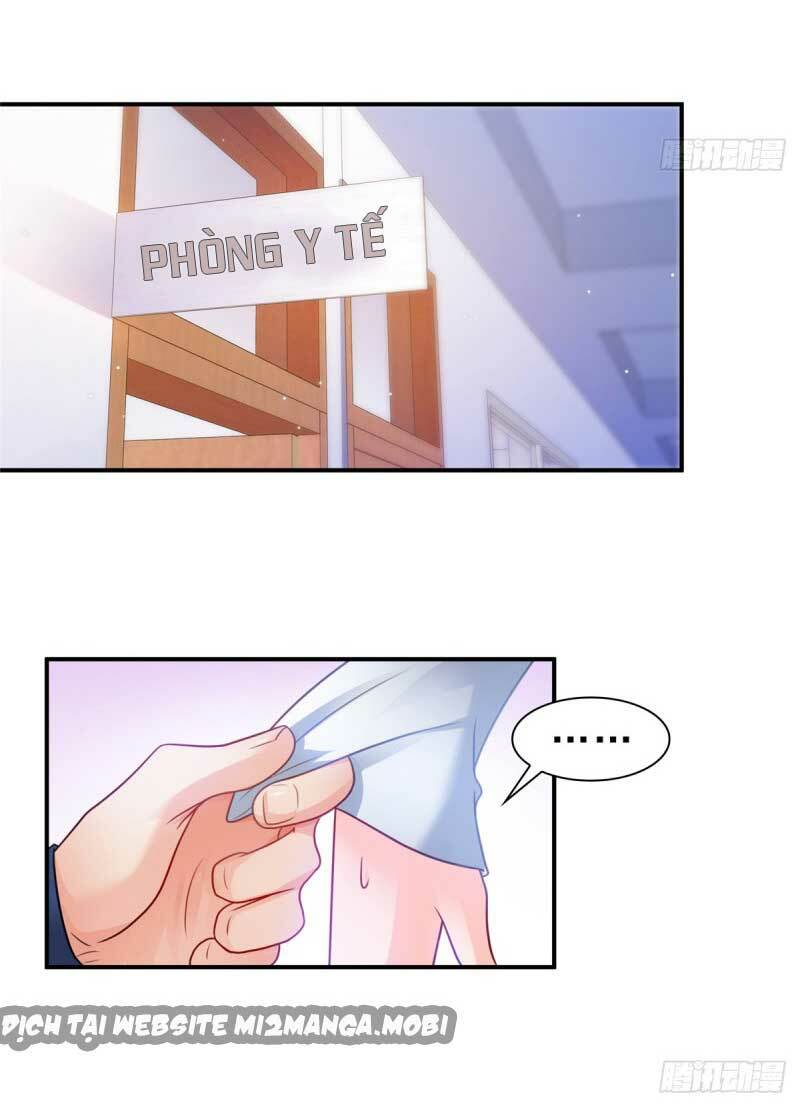 腾讯动漫
PHÒNG Y TẾ
......
DỊCH TẠI WEBSITE MI2MANGA.MOBI
腾讯动漫